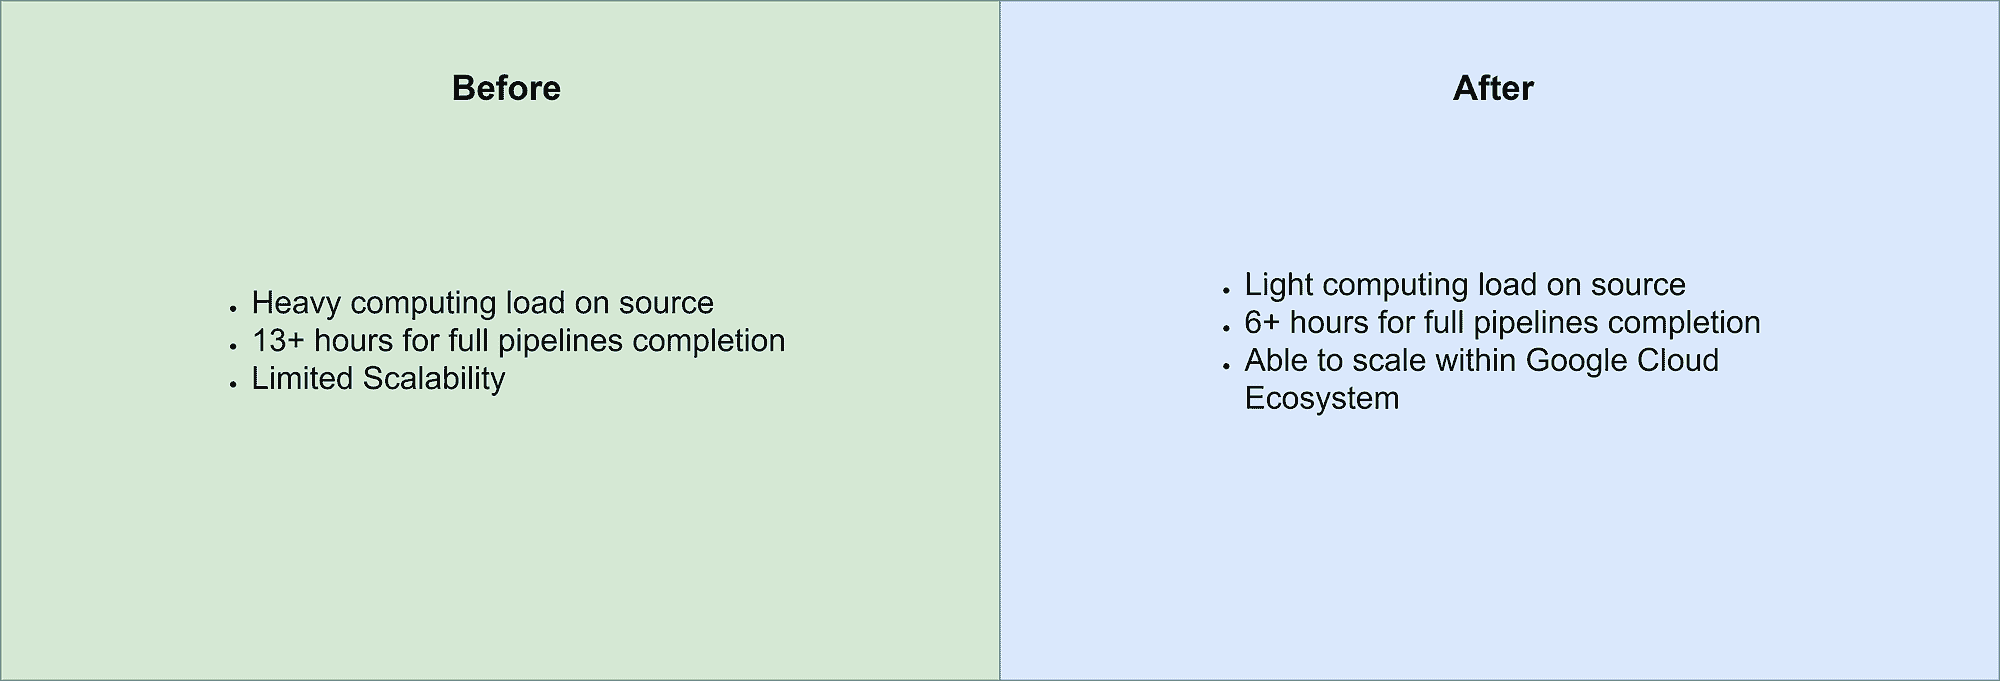 Before
• Heavy computing load on source
• 13+ hours for full pipelines completion
• Limited Scalability
After
• Light computing load on source
• 6+ hours for full pipelines completion
• Able to scale within Google Cloud
Ecosystem